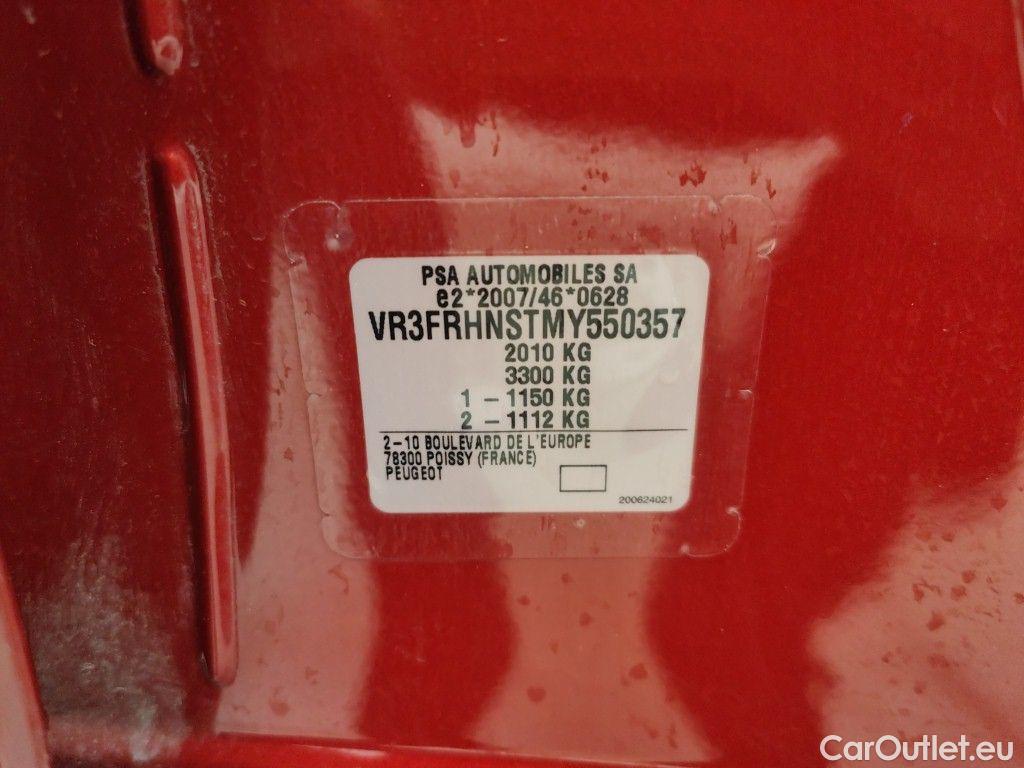 PSA AUTOMOBILES SA
e2*2007/46*0628
VR3FRHNSTMY550357
2010 KG
3300 KG
1 – 1150 KG
2 – 1112 KG
2–10 BOULEVARD DE L'EUROPE
78300 POISSY (FRANCE)
PEUGEOT
200624021
CarOutlet.eu